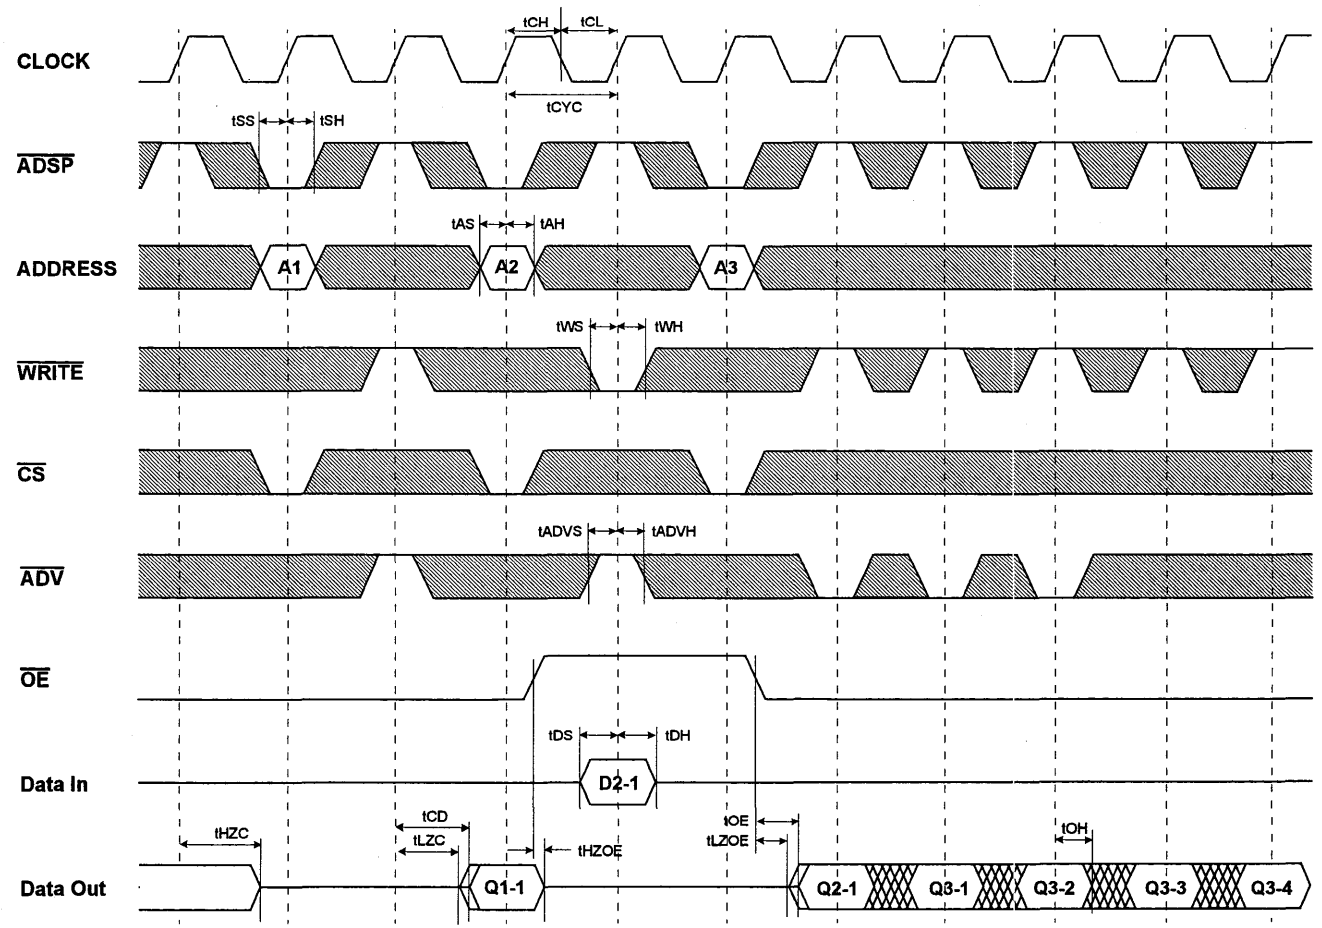 tCH tCL
CLOCK
tCYC
tSS tSH
ADSP
tAS tAH
ADDRESS A1 A2 A3
tWS tWH
WRITE
CS
tADVS tADVH
ADV
OE
tDS tDH
Data In D2-1
tCD tOE tOH
tHZC tLZC tHZOE tLZOE
Data Out Q1-1 Q2-1 Q3-1 Q3-2 Q3-3 Q3-4